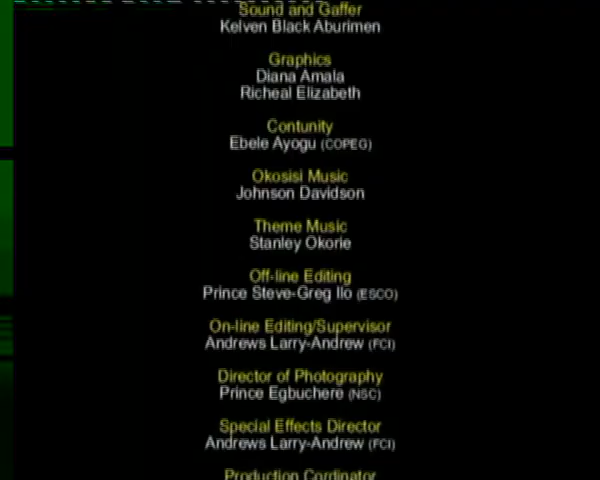 Sound and Gaffer
Kelven Black Aburimen
Graphics
Diana Amala
Richeal Elizabeth
Contunity
Ebele Ayogu (COPEG)
Okosisi Music
Johnson Davidson
Theme Music
Stanley Okorie
Off-line Editing
Prince Steve-Greg Ilo (ESCO)
On-line Editing/Supervisor
Andrews Larry-Andrew (FCI)
Director of Photography
Prince Egbuchere (NSC)
Special Effects Director
Andrews Larry-Andrew (FCI)
Production Cordinator